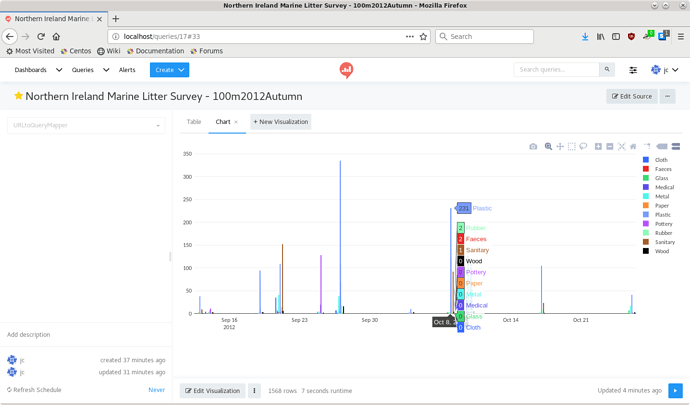 Northern Ireland Marine Litter Survey - 100m2012Autumn - Mozilla Firefox
Northern Ireland Marine
localhost/queries/17#33
Search
Most Visited Centos Wiki Documentation Forums
Dashboards Queries Alerts Create Search queries... jc
Northern Ireland Marine Litter Survey - 100m2012Autumn Edit Source
URLtoQueryMapper
Table Chart + New Visualization
350
300
250
200
150
100
50
0
Sep 16
2012
Sep 23
Sep 30
Oct 8,
Oct 14
Oct 21
231 Plastic
2 Rubber
2 Faeces
1 Sanitary
0 Wood
0 Pottery
0 Paper
0 Metal
0 Medical
0 Glass
0 Cloth
Cloth
Faeces
Glass
Medical
Metal
Paper
Plastic
Pottery
Rubber
Sanitary
Wood
Add description
jc created 37 minutes ago
jc updated 31 minutes ago
Refresh Schedule Never
Edit Visualization 1568 rows 7 seconds runtime Updated 4 minutes ago